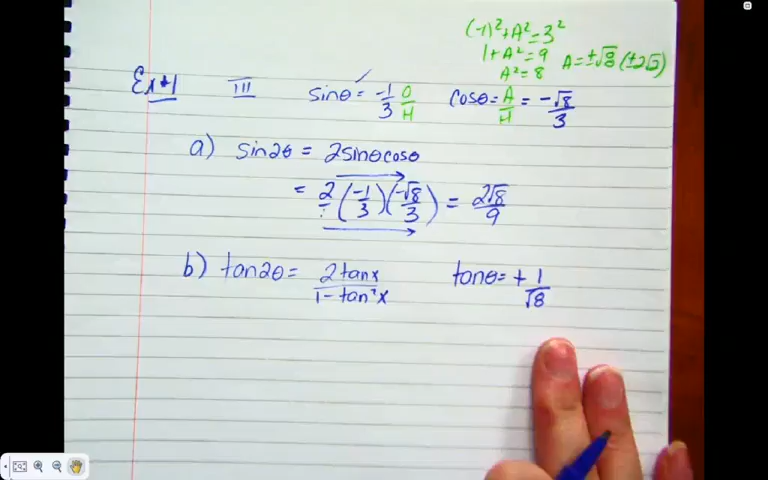 (-1)² + A² = 3²
1 + A² = 9
A² = 8
A = ±√8 (±2√2)
Ex #1
III
sinθ = -1/3 O/H
cosθ = A/H = -√8/3
a) sin2θ = 2sinθcosθ
= 2/1 (-1/3)(-√8/3) = 2√8/9
b) tan2θ = 2tanx/1-tan²x
tanθ = + 1/√8